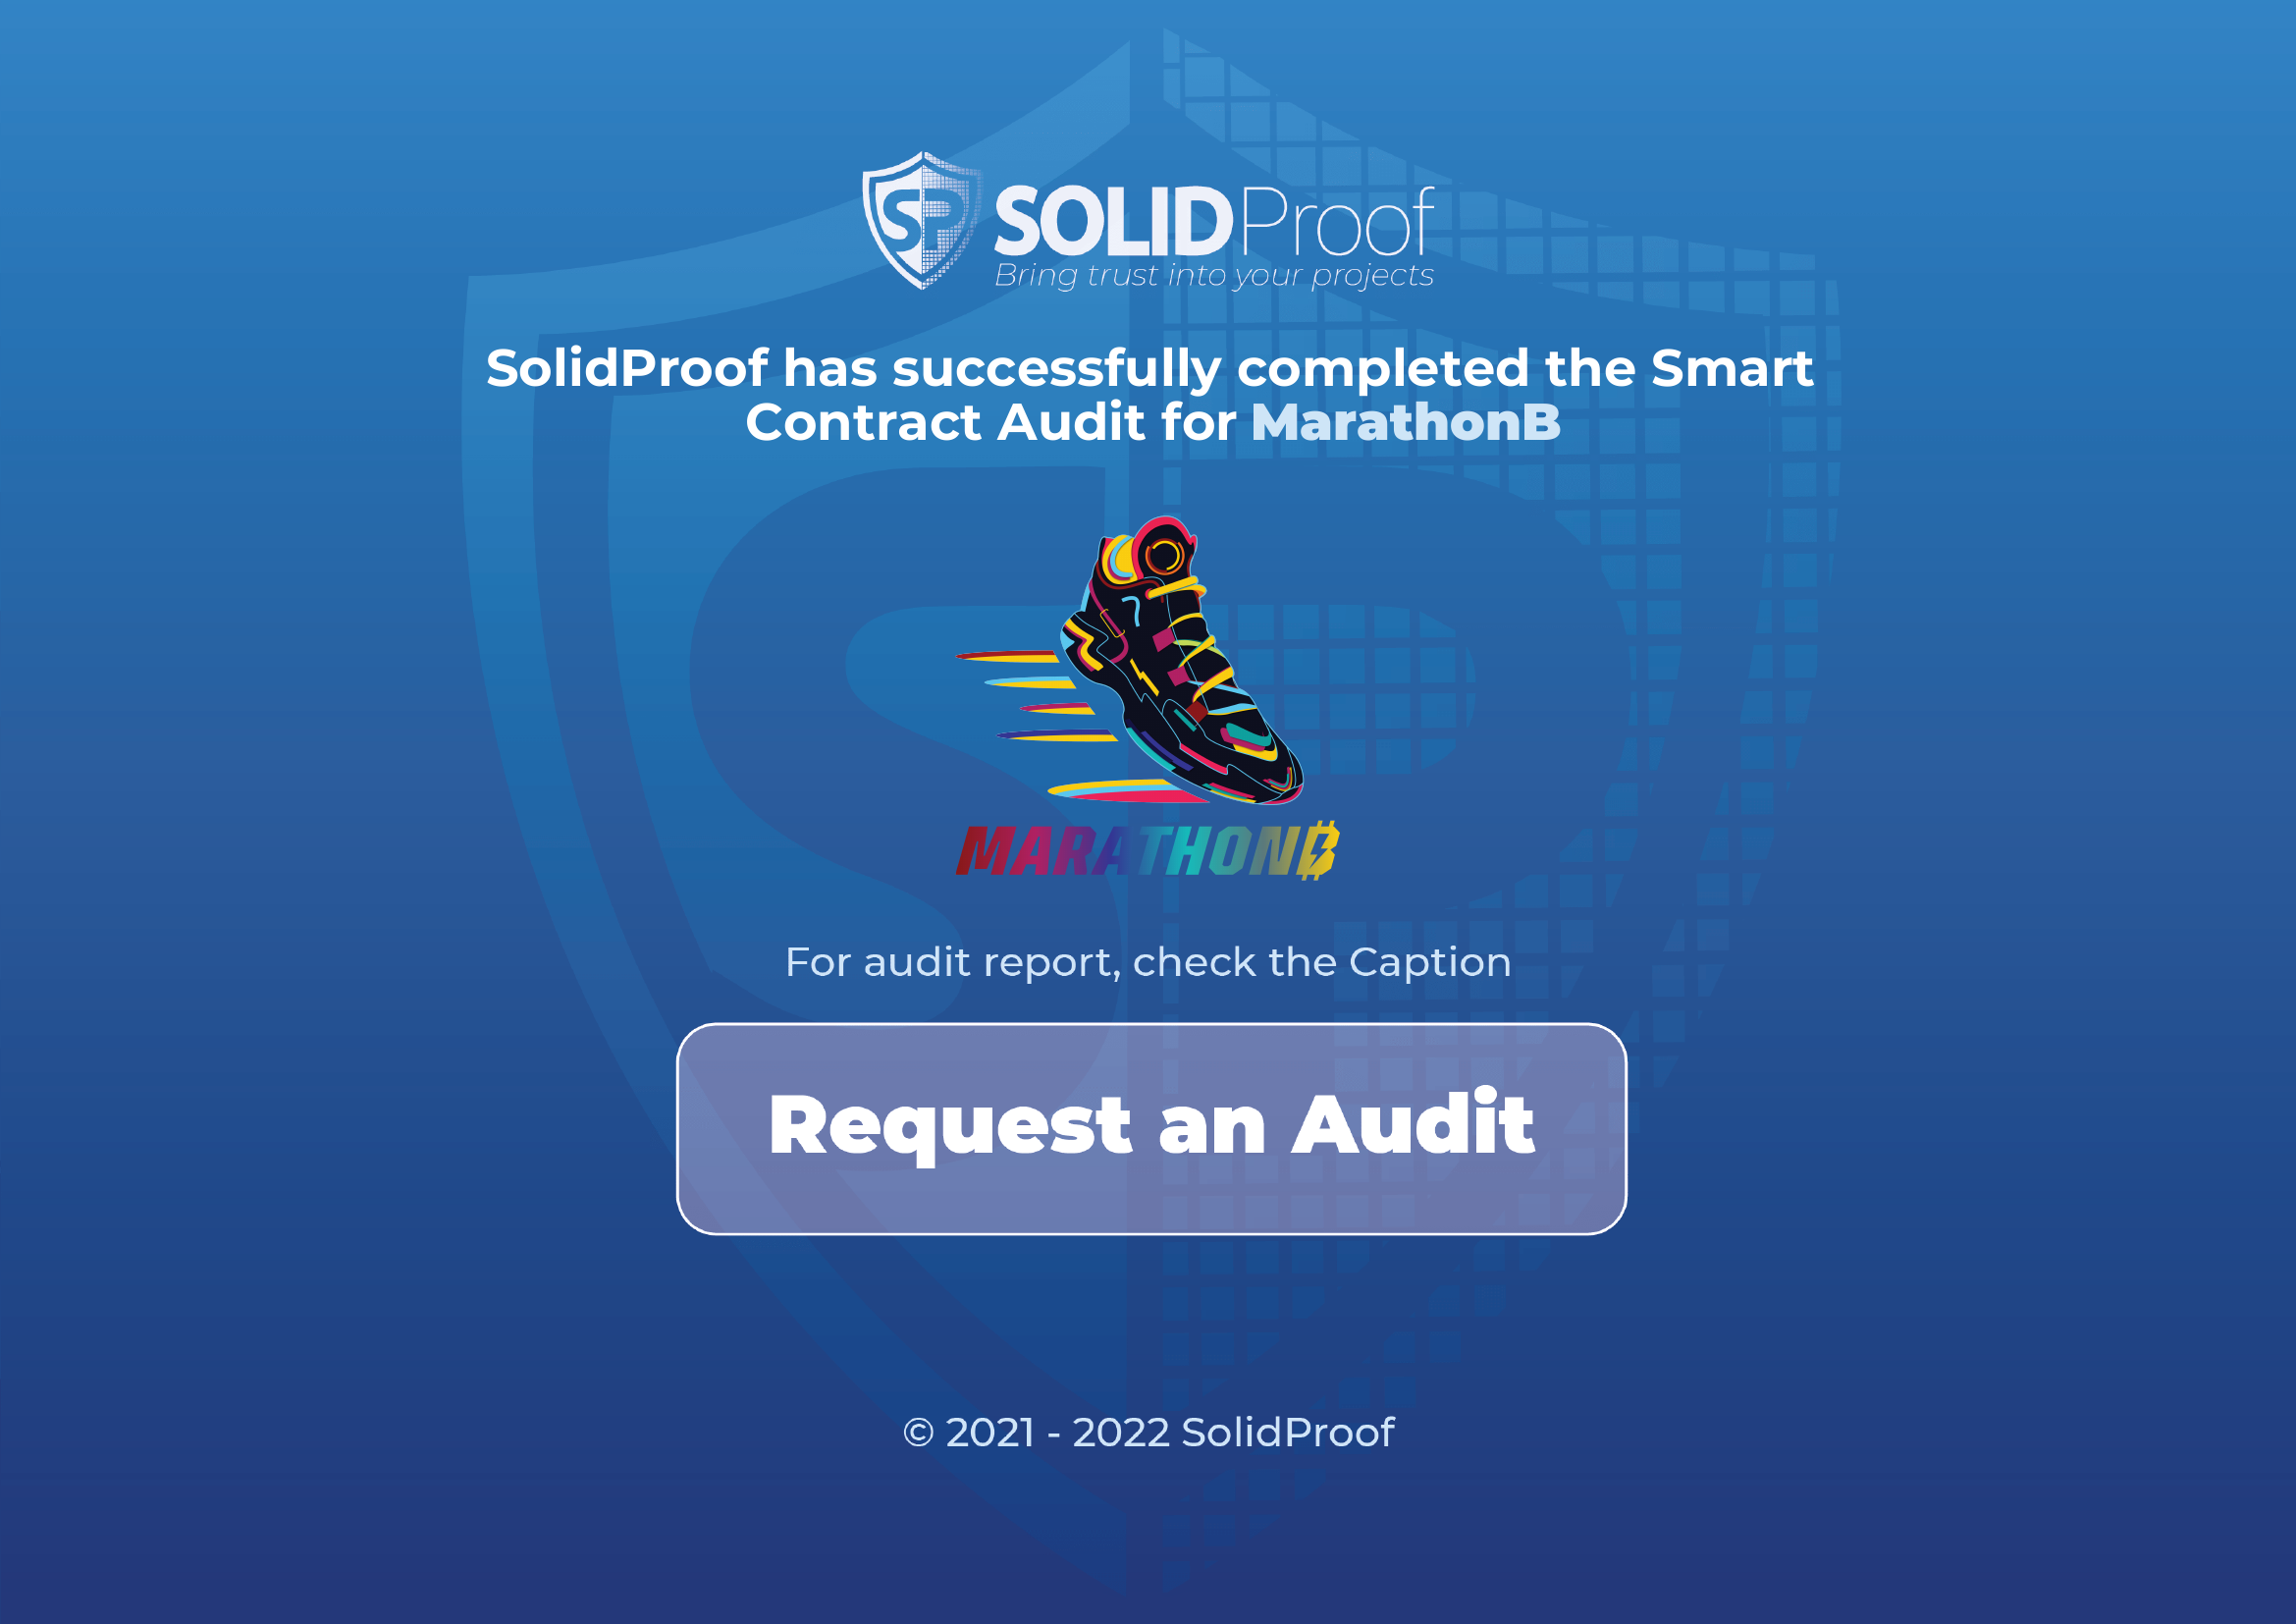 SP SOLIDProof
Bring trust into your projects
SolidProof has successfully completed the Smart
Contract Audit for MarathonB
MARATHONB
For audit report, check the Caption
Request an Audit
© 2021 - 2022 SolidProof